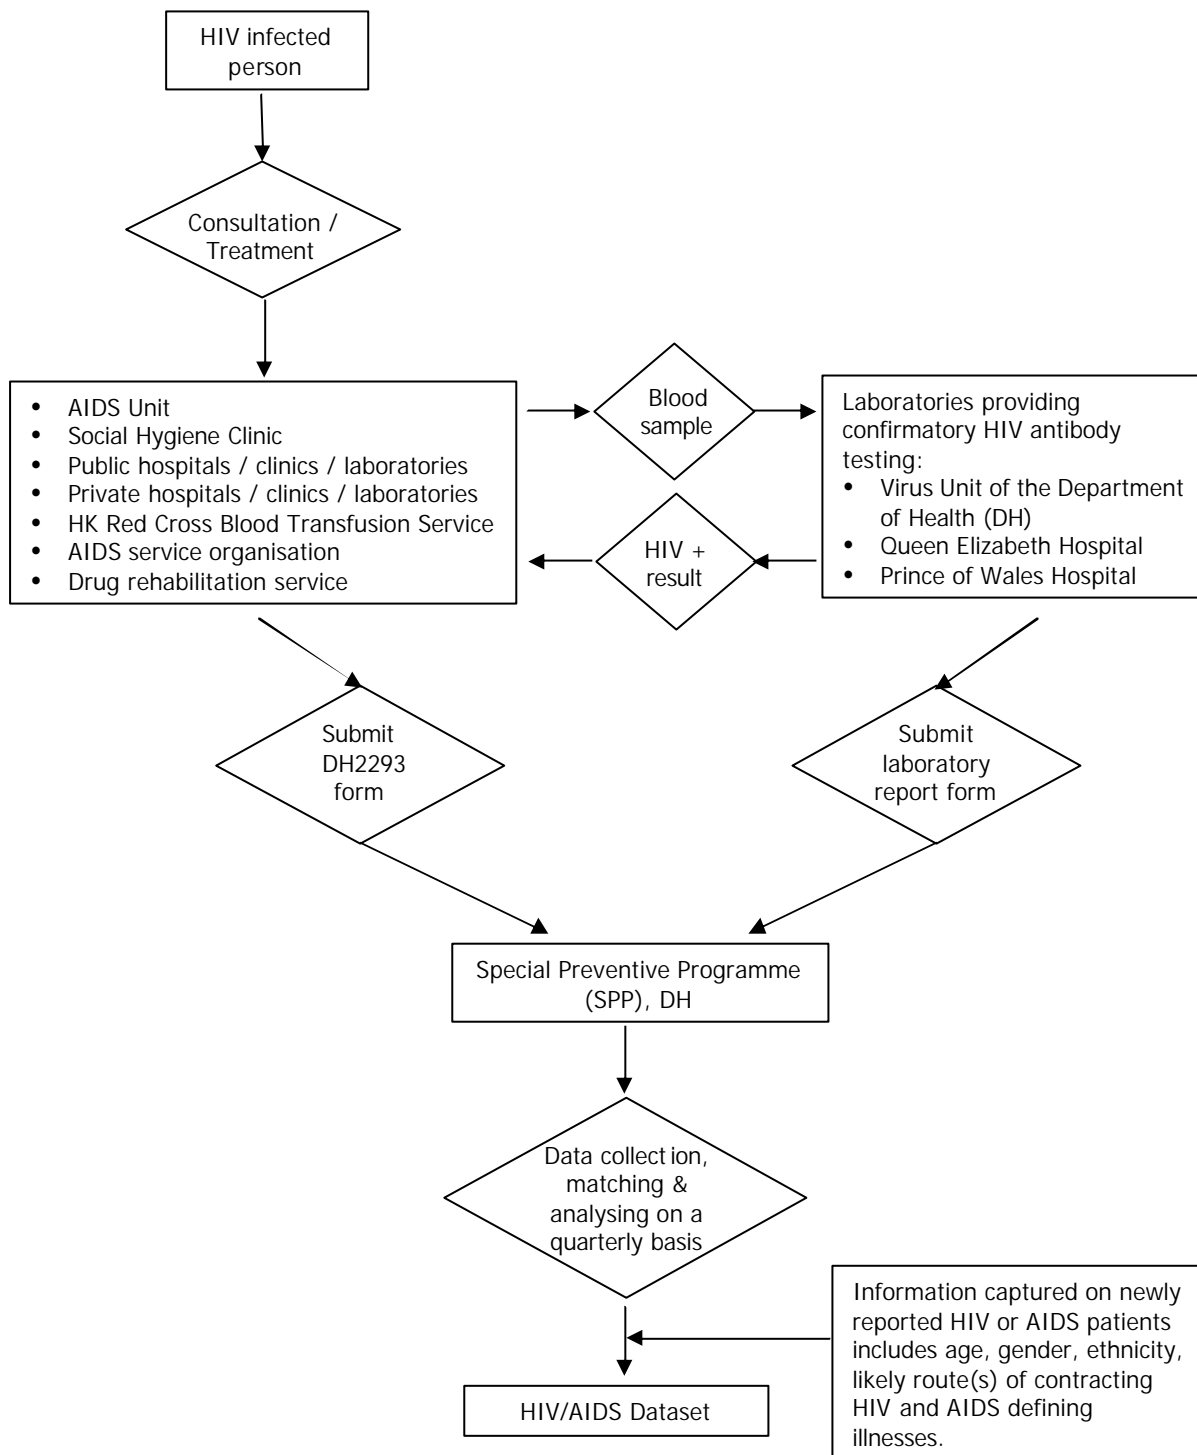 HIV infected
person
Consultation /
Treatment
• AIDS Unit
• Social Hygiene Clinic
• Public hospitals / clinics / laboratories
• Private hospitals / clinics / laboratories
• HK Red Cross Blood Transfusion Service
• AIDS service organisation
• Drug rehabilitation service
Blood
sample
HIV +
result
Laboratories providing
confirmatory HIV antibody
testing:
• Virus Unit of the Department
of Health (DH)
• Queen Elizabeth Hospital
• Prince of Wales Hospital
Submit
DH2293
form
Submit
laboratory
report form
Special Preventive Programme
(SPP), DH
Data collection,
matching &
analysing on a
quarterly basis
Information captured on newly
reported HIV or AIDS patients
includes age, gender, ethnicity,
likely route(s) of contracting
HIV and AIDS defining
illnesses.
HIV/AIDS Dataset